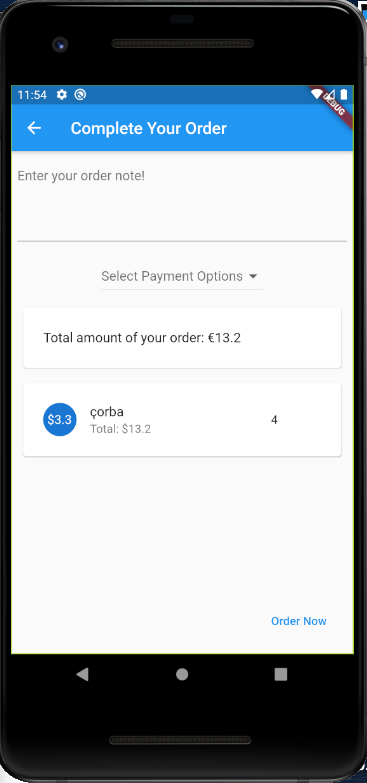 11:54
DEBUG
Complete Your Order
Enter your order note!
Select Payment Options
Total amount of your order: €13.2
$3.3
çorba
4
Total: $13.2
Order Now